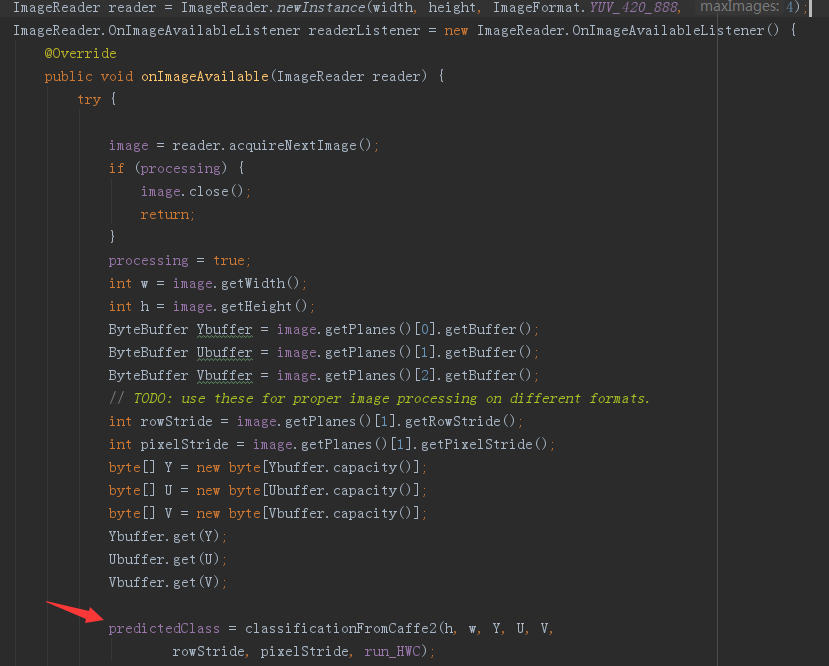 ImageReader reader = ImageReader.newInstance(width, height, ImageFormat.YUV_420_888, maxImages: 4);
ImageReader.OnImageAvailableListener readerListener = new ImageReader.OnImageAvailableListener() {
@Override
public void onImageAvailable(ImageReader reader) {
try {
image = reader.acquireNextImage();
if (processing) {
image.close();
return;
}
processing = true;
int w = image.getWidth();
int h = image.getHeight();
ByteBuffer Ybuffer = image.getPlanes()[0].getBuffer();
ByteBuffer Ubuffer = image.getPlanes()[1].getBuffer();
ByteBuffer Vbuffer = image.getPlanes()[2].getBuffer();
// TODO: use these for proper image processing on different formats.
int rowStride = image.getPlanes()[1].getRowStride();
int pixelStride = image.getPlanes()[1].getPixelStride();
byte[] Y = new byte[Ybuffer.capacity()];
byte[] U = new byte[Ubuffer.capacity()];
byte[] V = new byte[Vbuffer.capacity()];
Ybuffer.get(Y);
Ubuffer.get(U);
Vbuffer.get(V);
predictedClass = classificationFromCaffe2(h, w, Y, U, V,
rowStride, pixelStride, run_HWC);